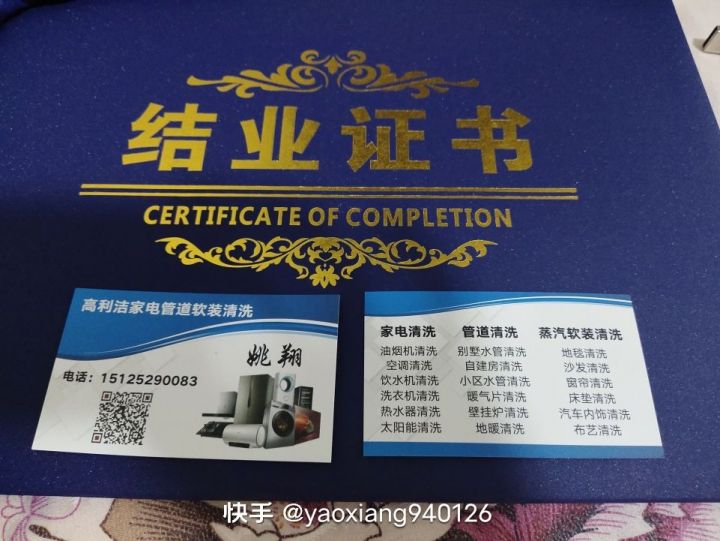 结业证书
CERTIFICATE OF COMPLETION
高利洁家电管道软装清洗
姚翔
电话：15125290083
家电清洗 管道清洗 蒸汽软装清洗
油烟机清洗 别墅水管清洗 地毯清洗
空调清洗 自建房清洗 沙发清洗
饮水机清洗 小区水管清洗 窗帘清洗
洗衣机清洗 暖气片清洗 床垫清洗
热水器清洗 壁挂炉清洗 汽车内饰清洗
太阳能清洗 地暖清洗 布艺清洗
快手 @yaoxiang940126